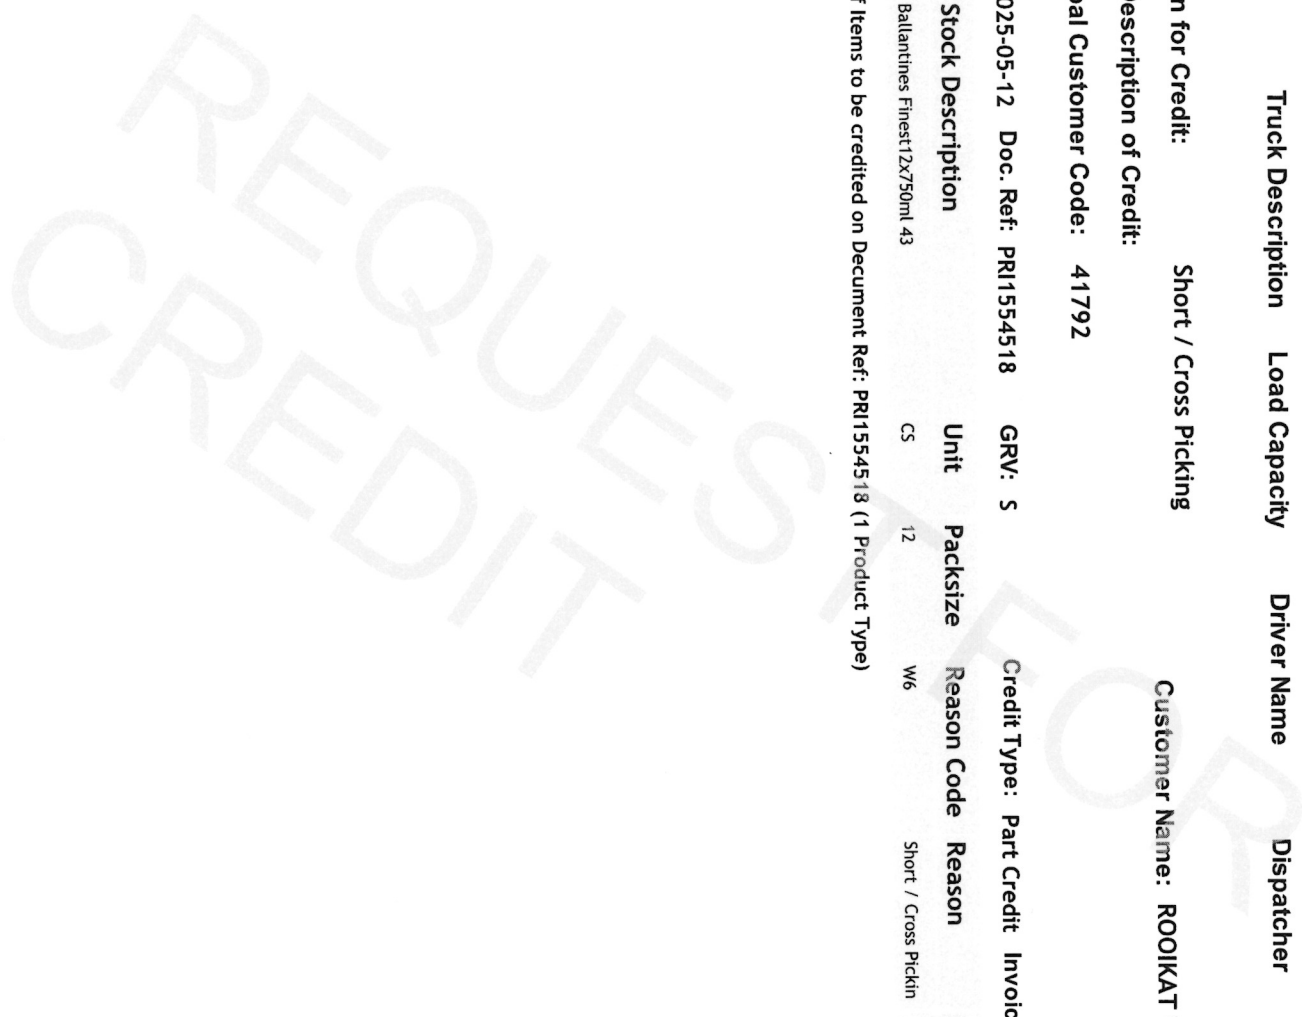 Truck Description Load Capacity Driver Name Dispatcher
n for Credit: Short / Cross Picking
Customer Name: ROOIKAT
escription of Credit:
pal Customer Code: 41792
025-05-12 Doc. Ref: PRI1554518 GRV: S Credit Type: Part Credit Invoic
Stock Description Unit Packsize Reason Code Reason
Ballantines Finest12x750ml 43 CS 12 W6 Short / Cross Pickin
f Items to be credited on Decument Ref: PRI1554518 (1 Product Type)
REQUEST FOR
CREDIT